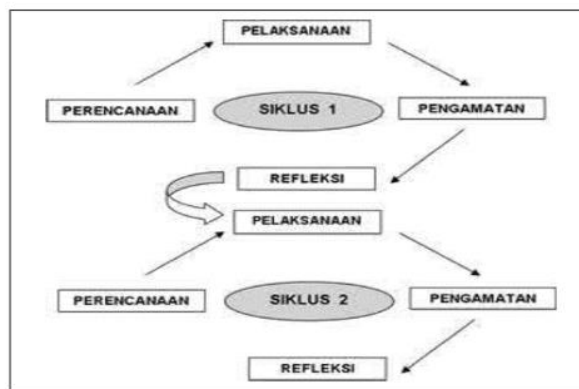 PELAKSANAAN
PERENCANAAN
SIKLUS 1
PENGAMATAN
REFLEKSI
PELAKSANAAN
PERENCANAAN
SIKLUS 2
PENGAMATAN
REFLEKSI